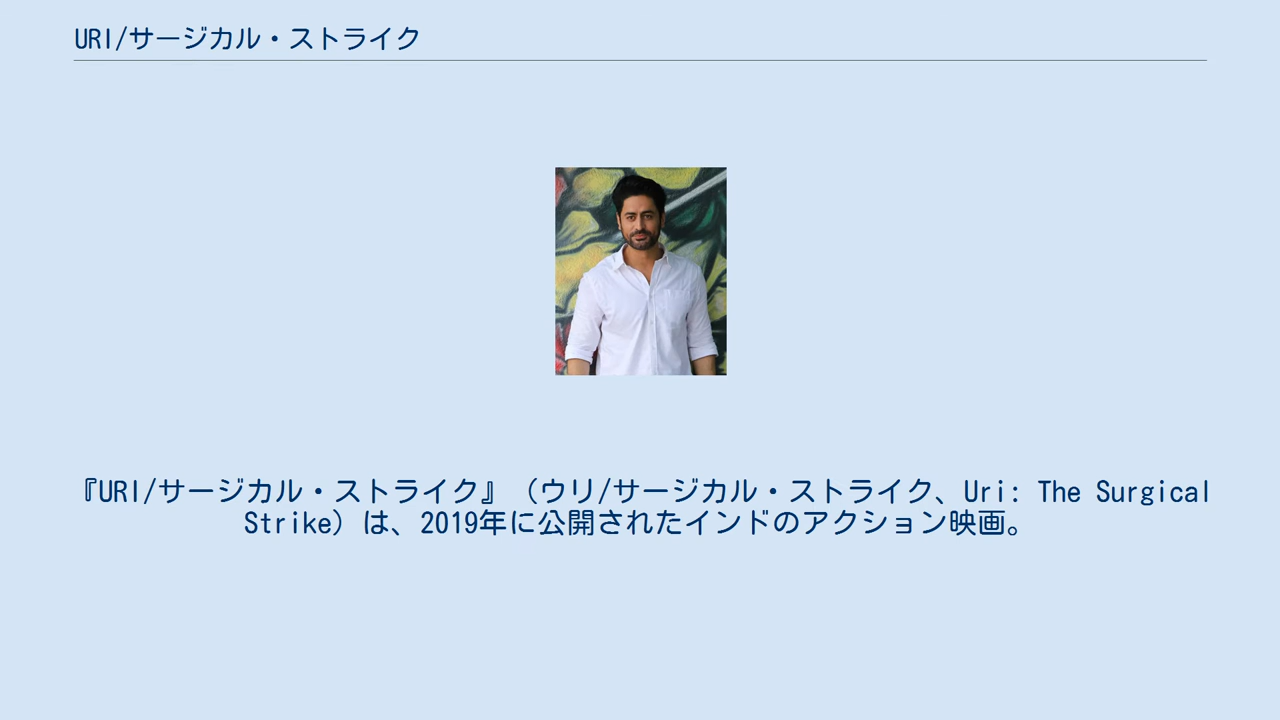 URI/サージカル・ストライク
『URI/サージカル・ストライク』（ウリ/サージカル・ストライク、Uri: The Surgical
Strike）は、2019年に公開されたインドのアクション映画。